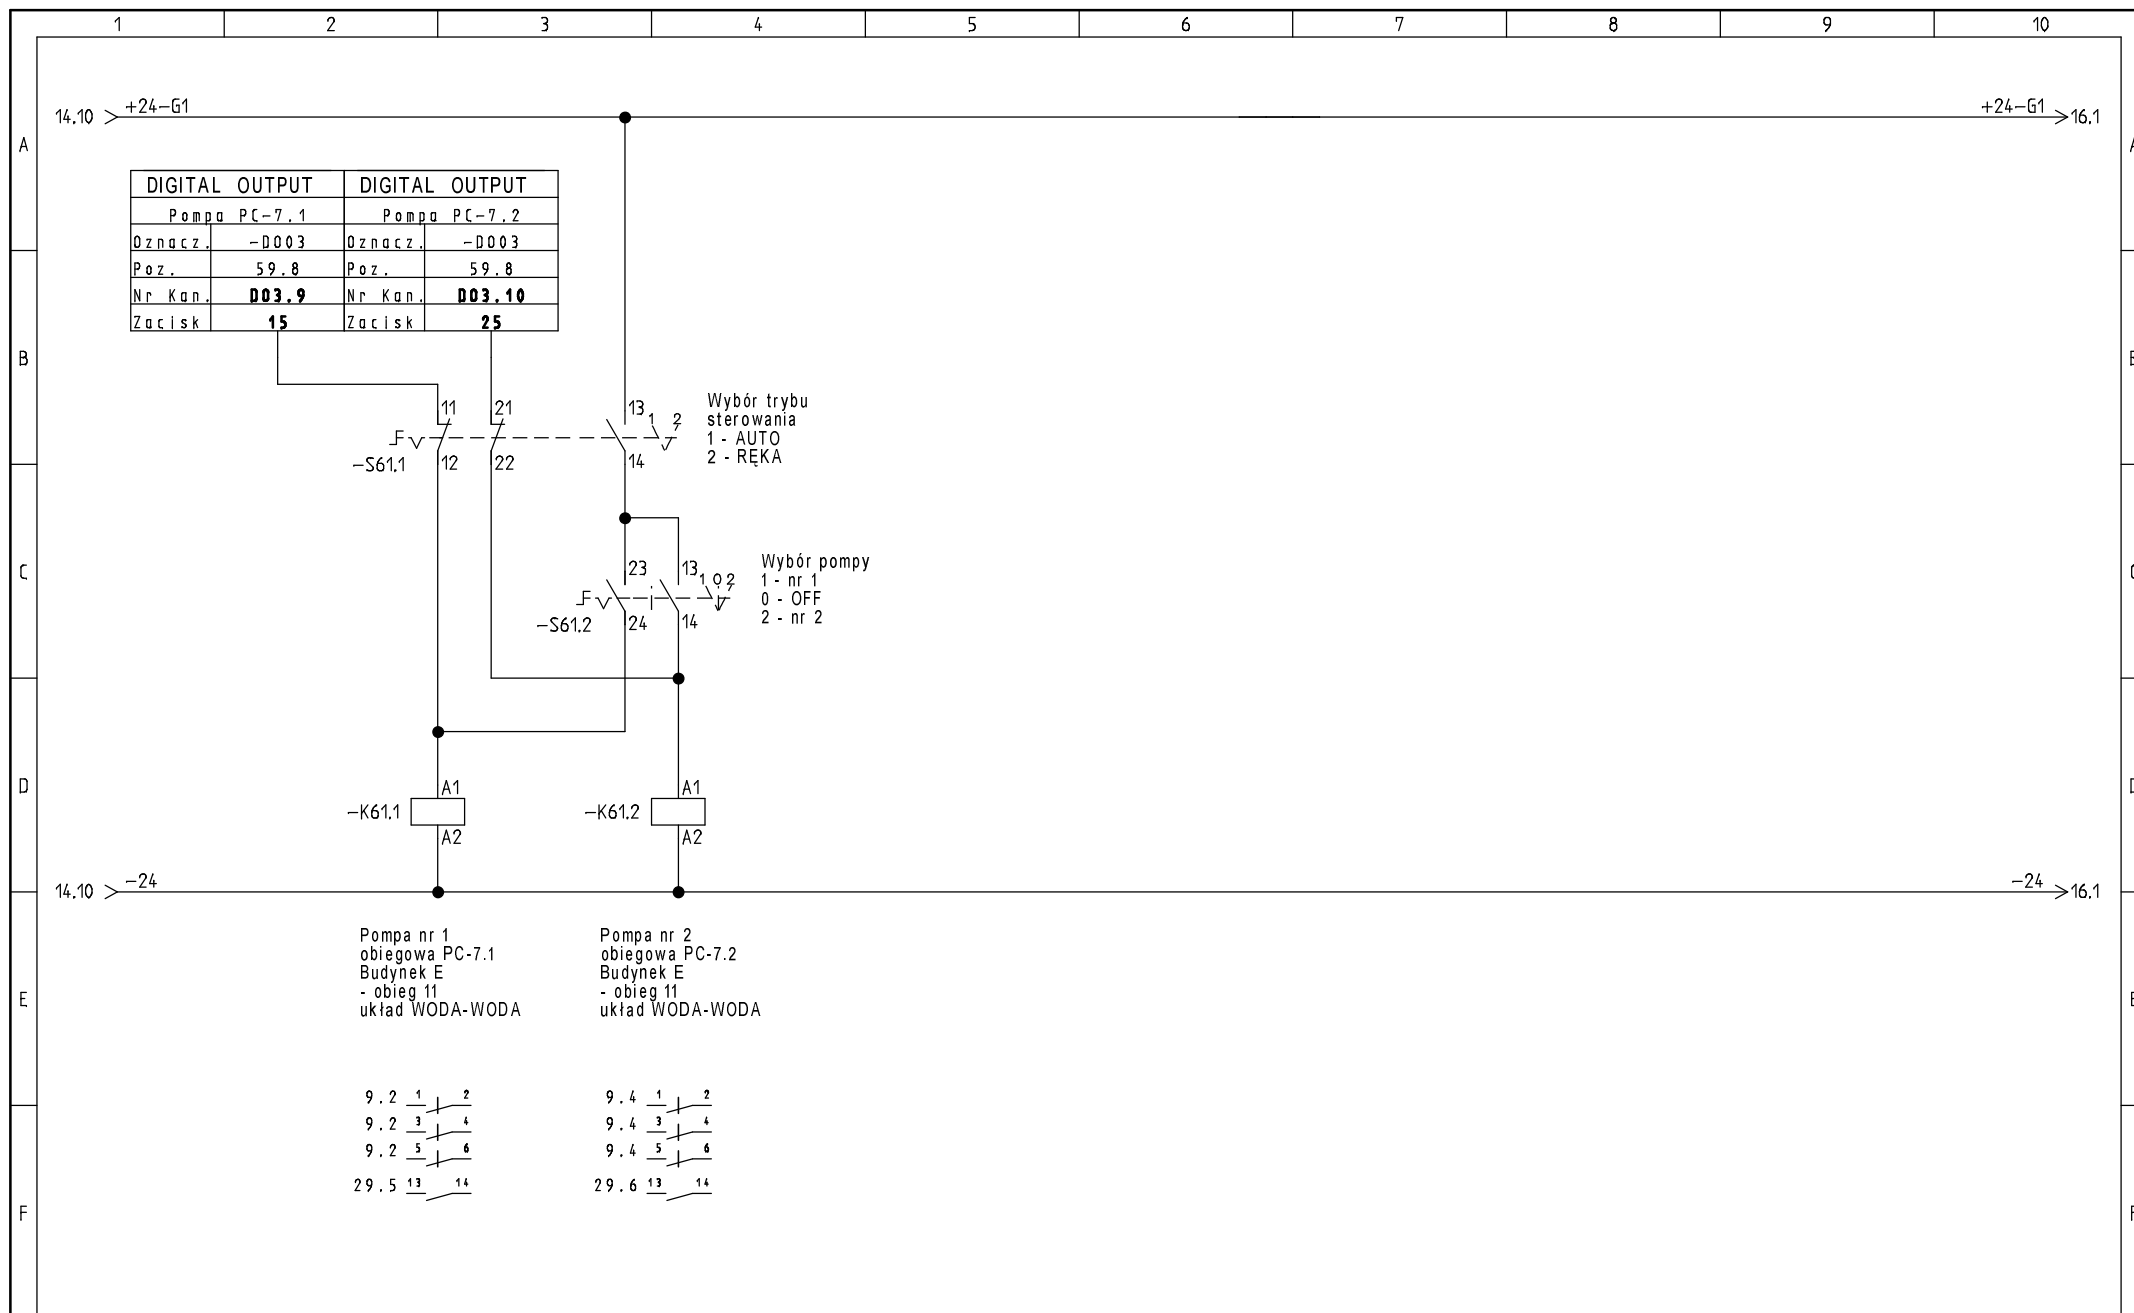 1 2 3 4 5 6 7 8 9 10
14.10 +24-G1 +24-G1 16.1
A A
DIGITAL OUTPUT DIGITAL OUTPUT
Pompa PC-7.1 Pompa PC-7.2
Oznacz. -DO03 Oznacz. -DO03
Poz. 59.8 Poz. 59.8
Nr Kan. DO3.9 Nr Kan. DO3.10
Zacisk 15 Zacisk 25
B
11 21 13 1 2
-S61.1 12 22 14
Wybór trybu
sterowania
1 - AUTO
2 - RĘKA
C
23 13 1 0 2
-S61.2 24 14
Wybór pompy
1 - nr 1
0 - OFF
2 - nr 2
D
A1 A1
-K61.1 -K61.2
A2 A2
14.10 -24 -24 16.1
Pompa nr 1
obiegowa PC-7.1
Budynek E
- obieg 11
układ WODA-WODA
Pompa nr 2
obiegowa PC-7.2
Budynek E
- obieg 11
układ WODA-WODA
E
9.2 1 2 9.4 1 2
9.2 3 4 9.4 3 4
9.2 5 6 9.4 5 6
29.5 13 14 29.6 13 14
F